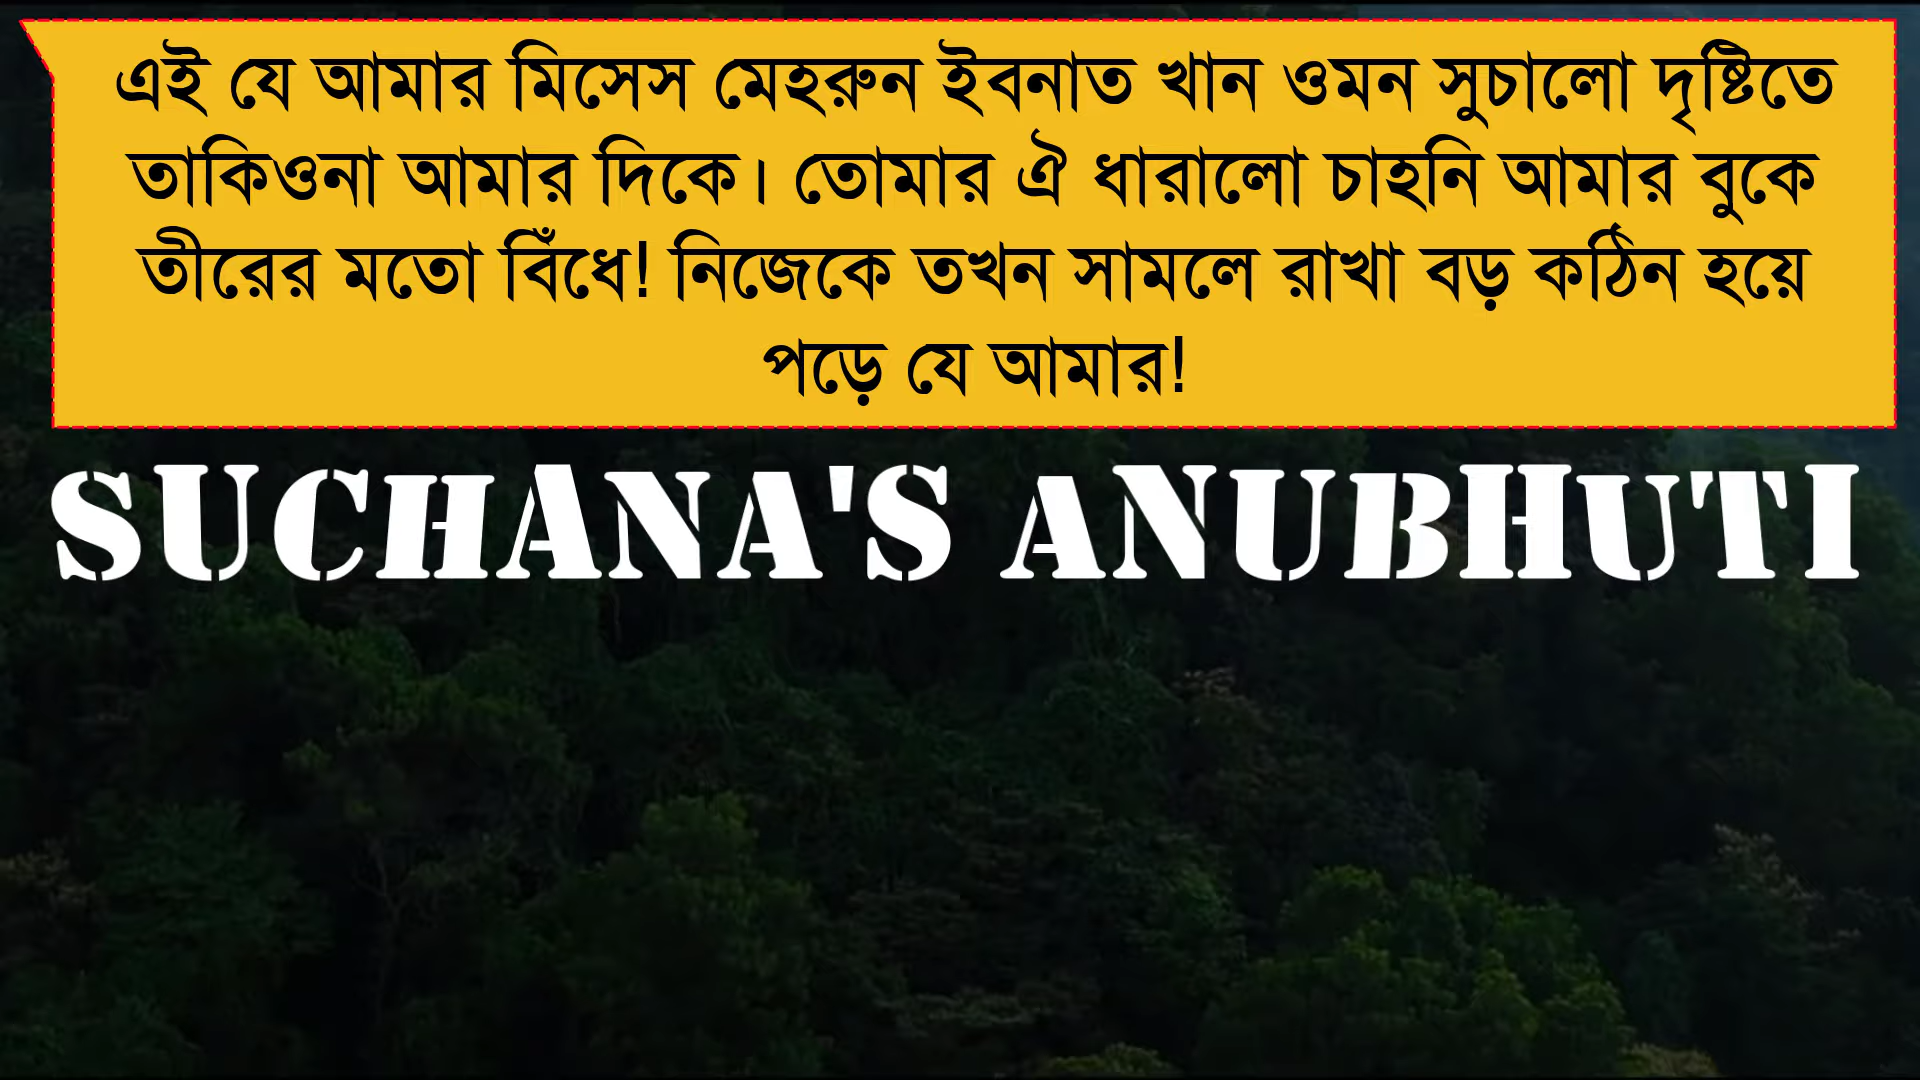 এই যে আমার মিসেস মেহরুন ইবনাত খান ওমন সুচালো দৃষ্টিতে
তাকিওনা আমার দিকে। তোমার ঐ ধারালো চাহনি আমার বুকে
তীরের মতো বিঁধে! নিজেকে তখন সামলে রাখা বড় কঠিন হয়ে
পড়ে যে আমার!
SUCHANA'S ANUBHUTI